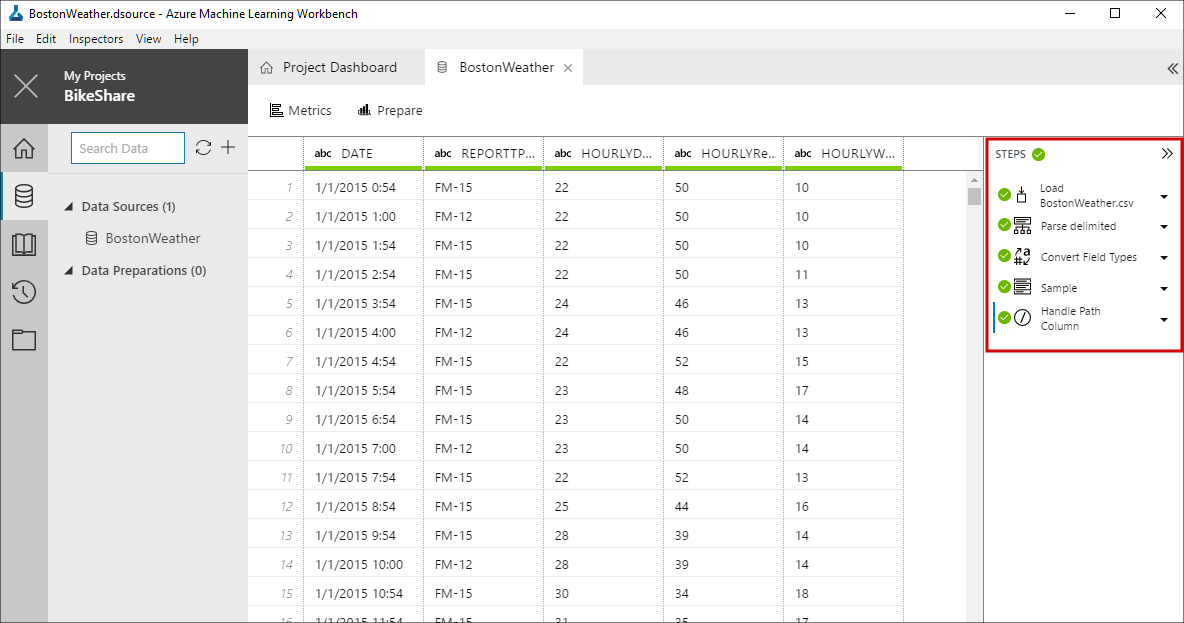 BostonWeather.dsource - Azure Machine Learning Workbench
File Edit Inspectors View Help
My Projects
BikeShare
Project Dashboard BostonWeather
Metrics Prepare
Search Data
Data Sources (1)
BostonWeather
Data Preparations (0)
abc DATE abc REPORTTP... abc HOURLYD... abc HOURLYRe... abc HOURLYW...
1 1/1/2015 0:54 FM-15 22 50 10
2 1/1/2015 1:00 FM-12 22 50 10
3 1/1/2015 1:54 FM-15 22 50 10
4 1/1/2015 2:54 FM-15 22 50 11
5 1/1/2015 3:54 FM-15 24 46 13
6 1/1/2015 4:00 FM-12 24 46 13
7 1/1/2015 4:54 FM-15 22 52 15
8 1/1/2015 5:54 FM-15 23 48 17
9 1/1/2015 6:54 FM-15 23 50 14
10 1/1/2015 7:00 FM-12 23 50 14
11 1/1/2015 7:54 FM-15 22 52 13
12 1/1/2015 8:54 FM-15 25 44 16
13 1/1/2015 9:54 FM-15 28 39 14
14 1/1/2015 10:00 FM-12 28 39 14
15 1/1/2015 10:54 FM-15 30 34 18
16 1/1/2015 11:54 FM-15 31 35 17
STEPS
Load
BostonWeather.csv
Parse delimited
Convert Field Types
Sample
Handle Path
Column